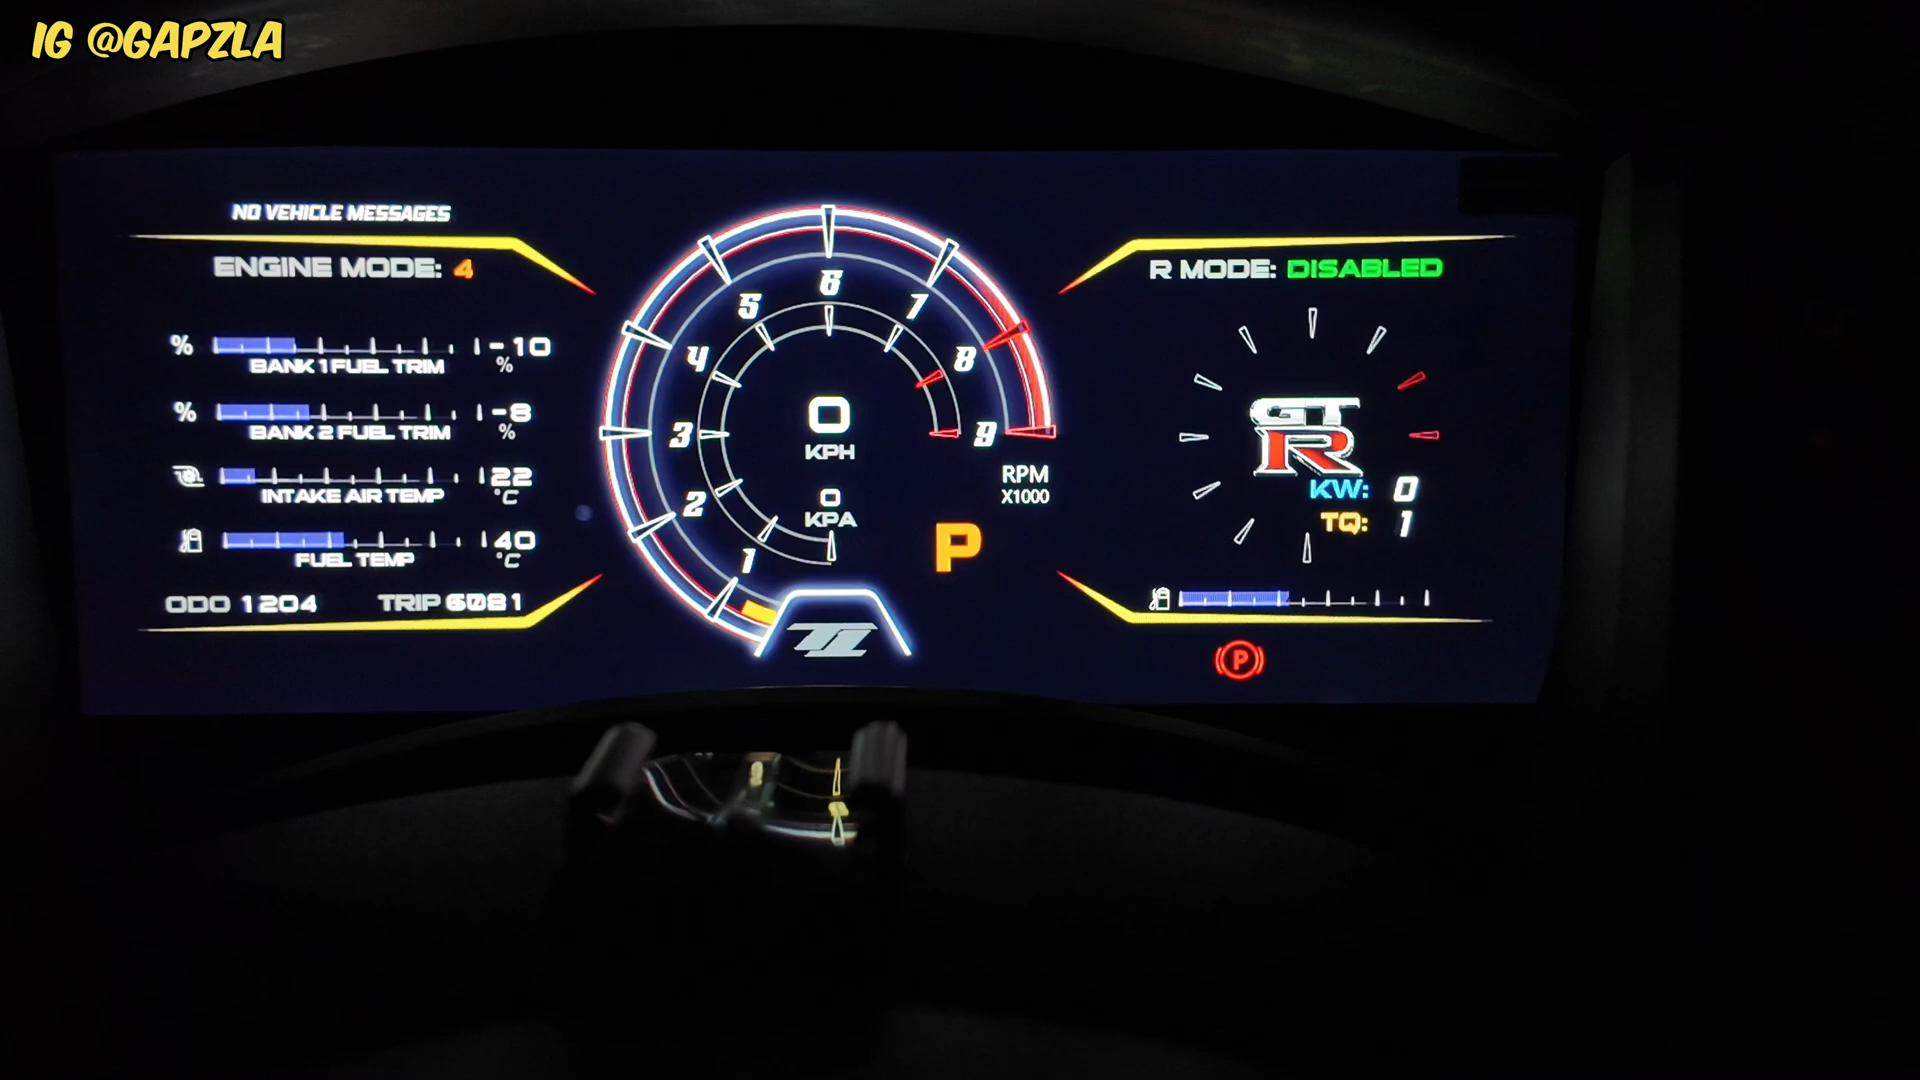 IG @GAPZLA
NO VEHICLE MESSAGES
ENGINE MODE: 4
% -10
BANK 1 FUEL TRIM %
% -8
BANK 2 FUEL TRIM %
22
INTAKE AIR TEMP °C
40
FUEL TEMP °C
ODO 1204 TRIP 6081
1
2
3
4
5
6
7
8
9
0
KPH
0
KPA
RPM
X1000
P
R MODE: DISABLED
GT
R
KW: 0
TQ: 1
P